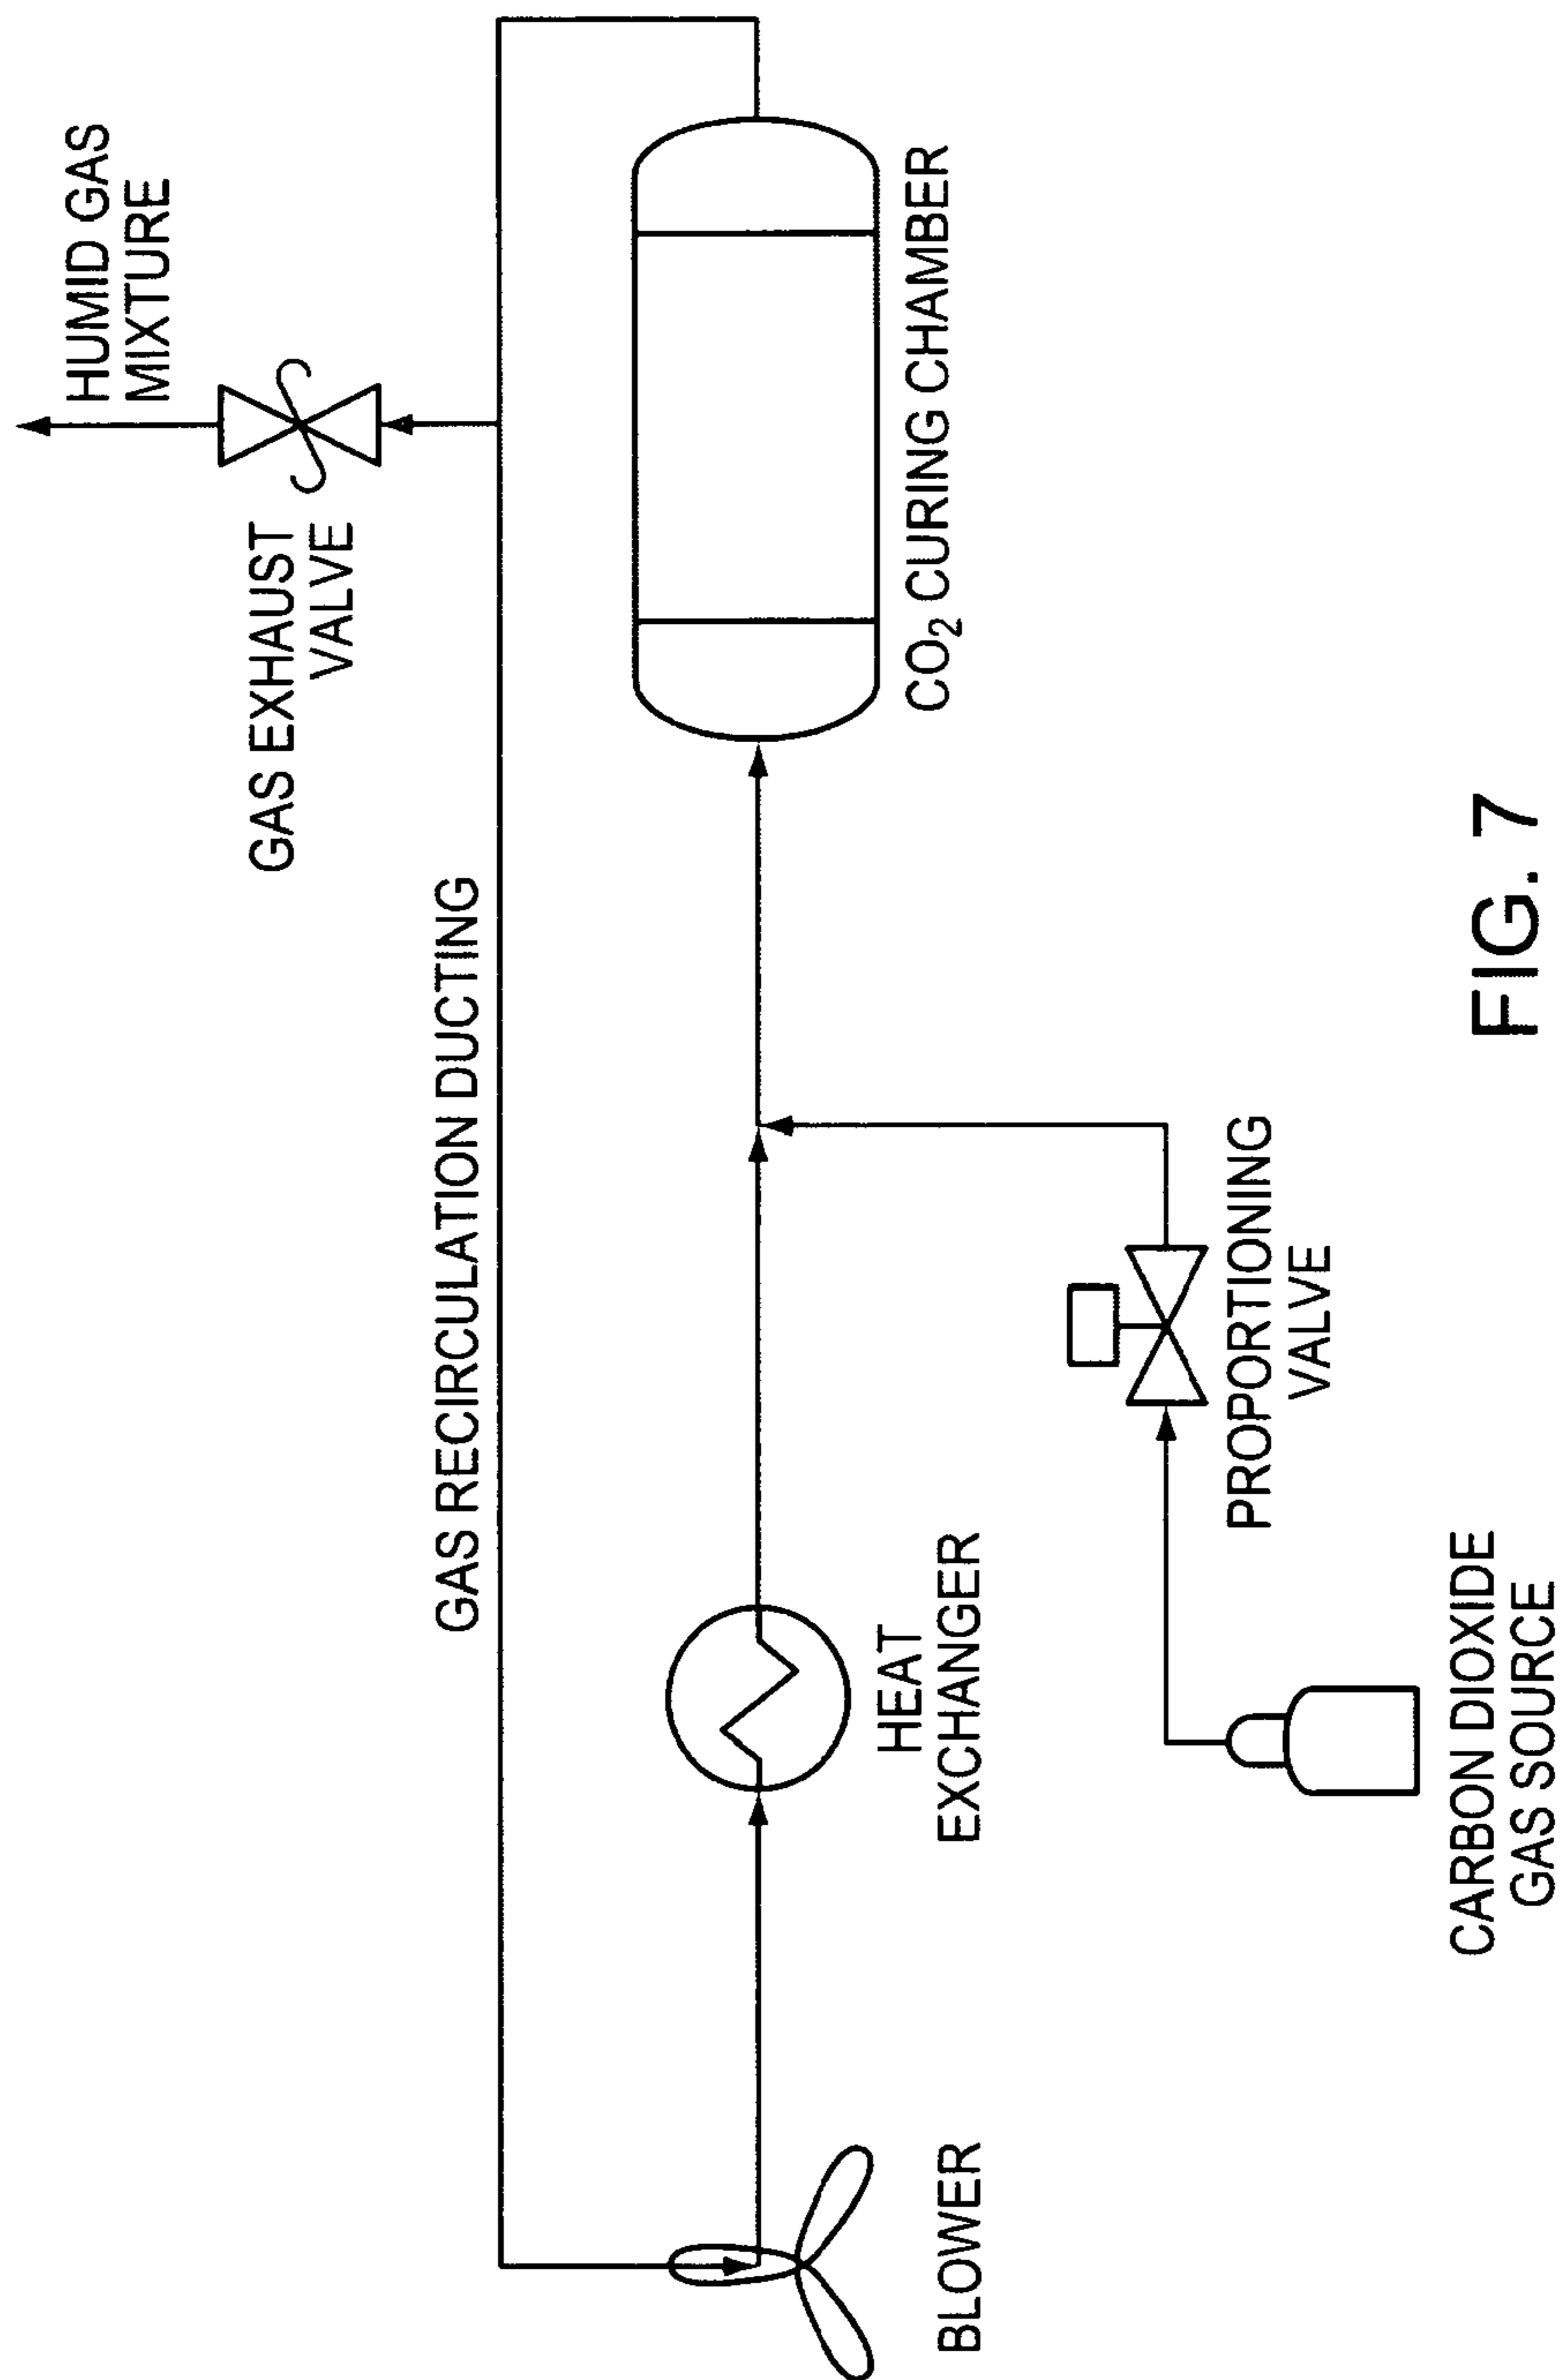 HUMID GAS
MIXTURE
GAS EXHAUST
VALVE
GAS RECIRCULATION DUCTING
CO₂ CURING CHAMBER
HEAT
EXCHANGER
BLOWER
PROPORTIONING
VALVE
CARBON DIOXIDE
GAS SOURCE
FIG. 7